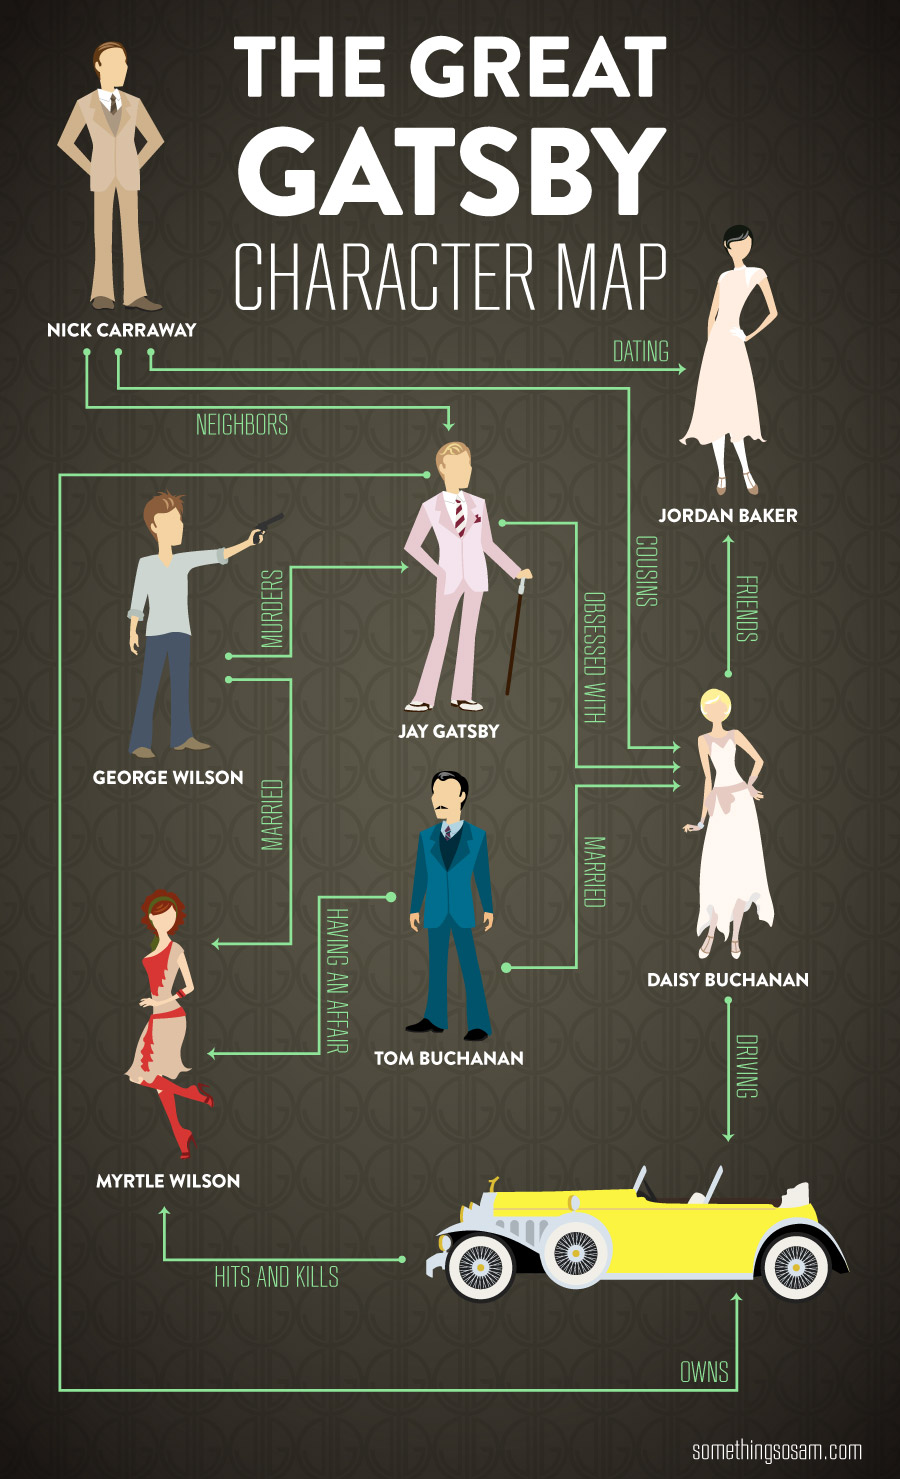 THE GREAT
GATSBY
CHARACTER MAP
NICK CARRAWAY
DATING
NEIGHBORS
JORDAN BAKER
COUSINS
FRIENDS
MURDERS
OBSESSED WITH
JAY GATSBY
GEORGE WILSON
MARRIED
MARRIED
HAVING AN AFFAIR
DAISY BUCHANAN
TOM BUCHANAN
DRIVING
MYRTLE WILSON
HITS AND KILLS
OWNS
somethingsosam.com